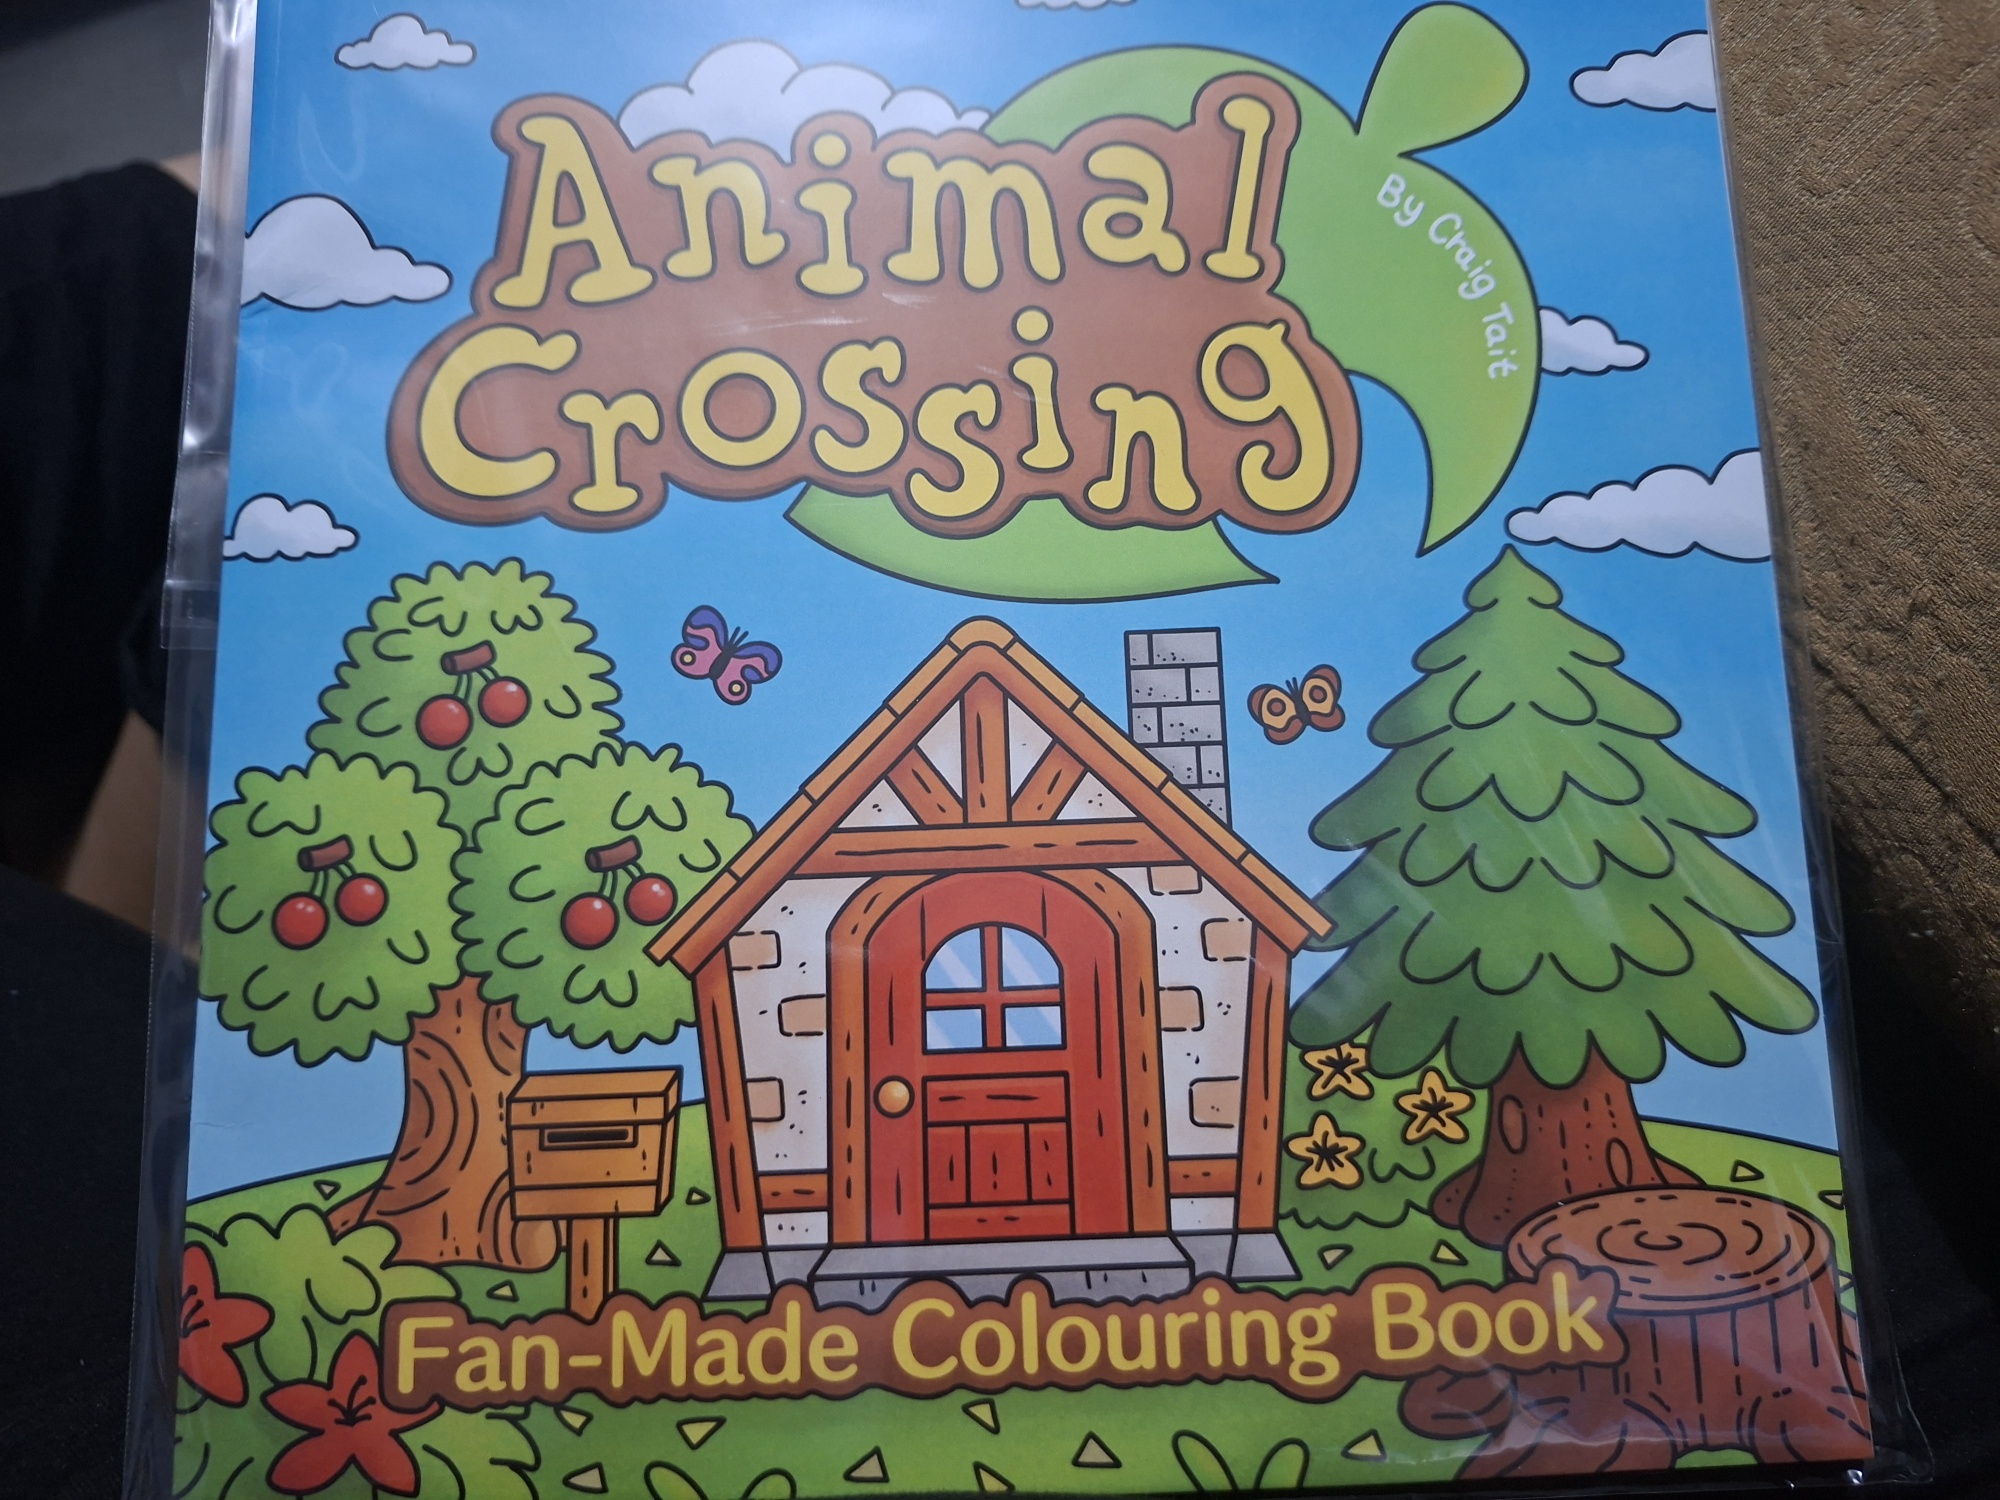 Animal
Crossing
By Craig Tait
Fan-Made Colouring Book